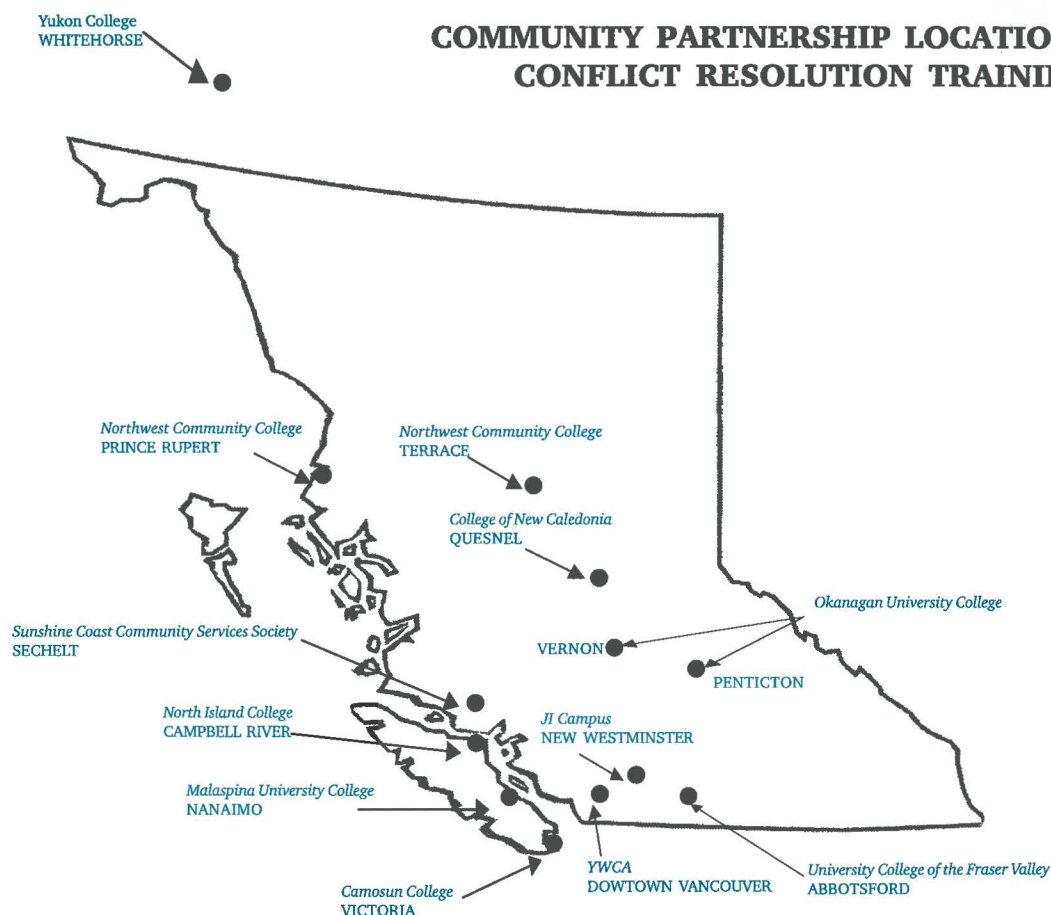 Yukon College
WHITEHORSE
COMMUNITY PARTNERSHIP LOCATIO
CONFLICT RESOLUTION TRAINI
Northwest Community College
PRINCE RUPERT
Northwest Community College
TERRACE
College of New Caledonia
QUESNEL
Okanagan University College
VERNON
PENTICTON
Sunshine Coast Community Services Society
SECHELT
North Island College
CAMPBELL RIVER
JI Campus
NEW WESTMINSTER
Malaspina University College
NANAIMO
YWCA
DOWTOWN VANCOUVER
University College of the Fraser Valley
ABBOTSFORD
Camosun College
VICTORIA